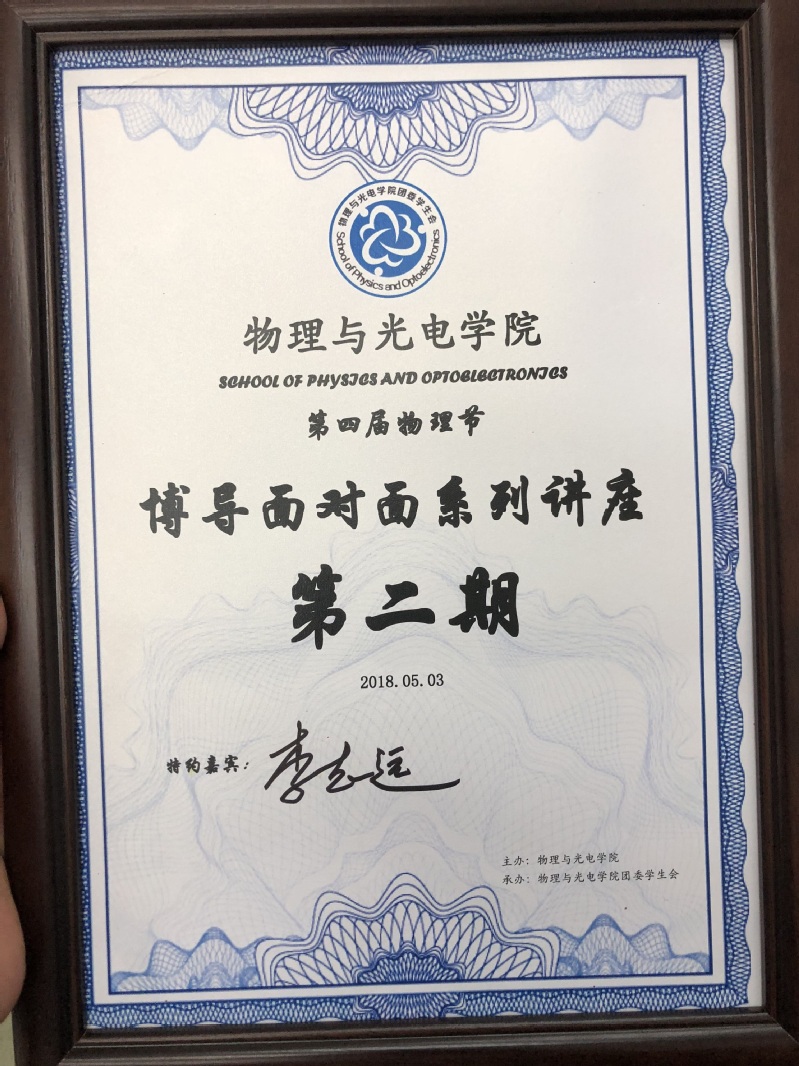 物理与光电学院团委学生会
School of Physics and Optoelectronics
物理与光电学院
SCHOOL OF PHYSICS AND OPTOELECTRONICS
第四届物理节
博导面对面系列讲座
第二期
2018.05.03
特约嘉宾：李志远
主办：物理与光电学院
承办：物理与光电学院团委学生会